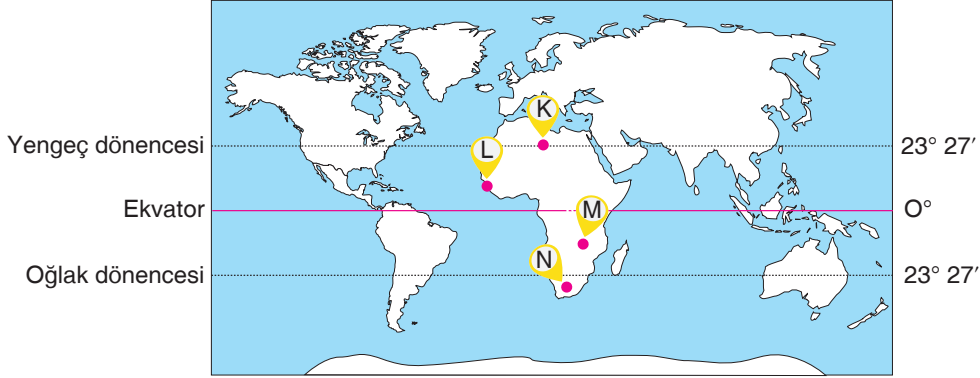 K
Yengeç dönencesi 23° 27′
L
Ekvator O°
M
N
Oğlak dönencesi 23° 27′